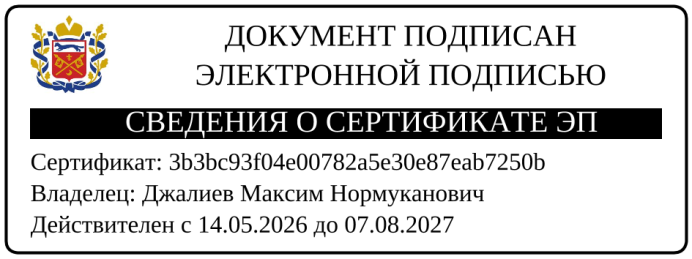 ДОКУМЕНТ ПОДПИСАН
ЭЛЕКТРОННОЙ ПОДПИСЬЮ
СВЕДЕНИЯ О СЕРТИФИКАТЕ ЭП
Сертификат: 3b3bc93f04e00782a5e30e87eab7250b
Владелец: Джалиев Максим Нормуканович
Действителен с 14.05.2026 до 07.08.2027